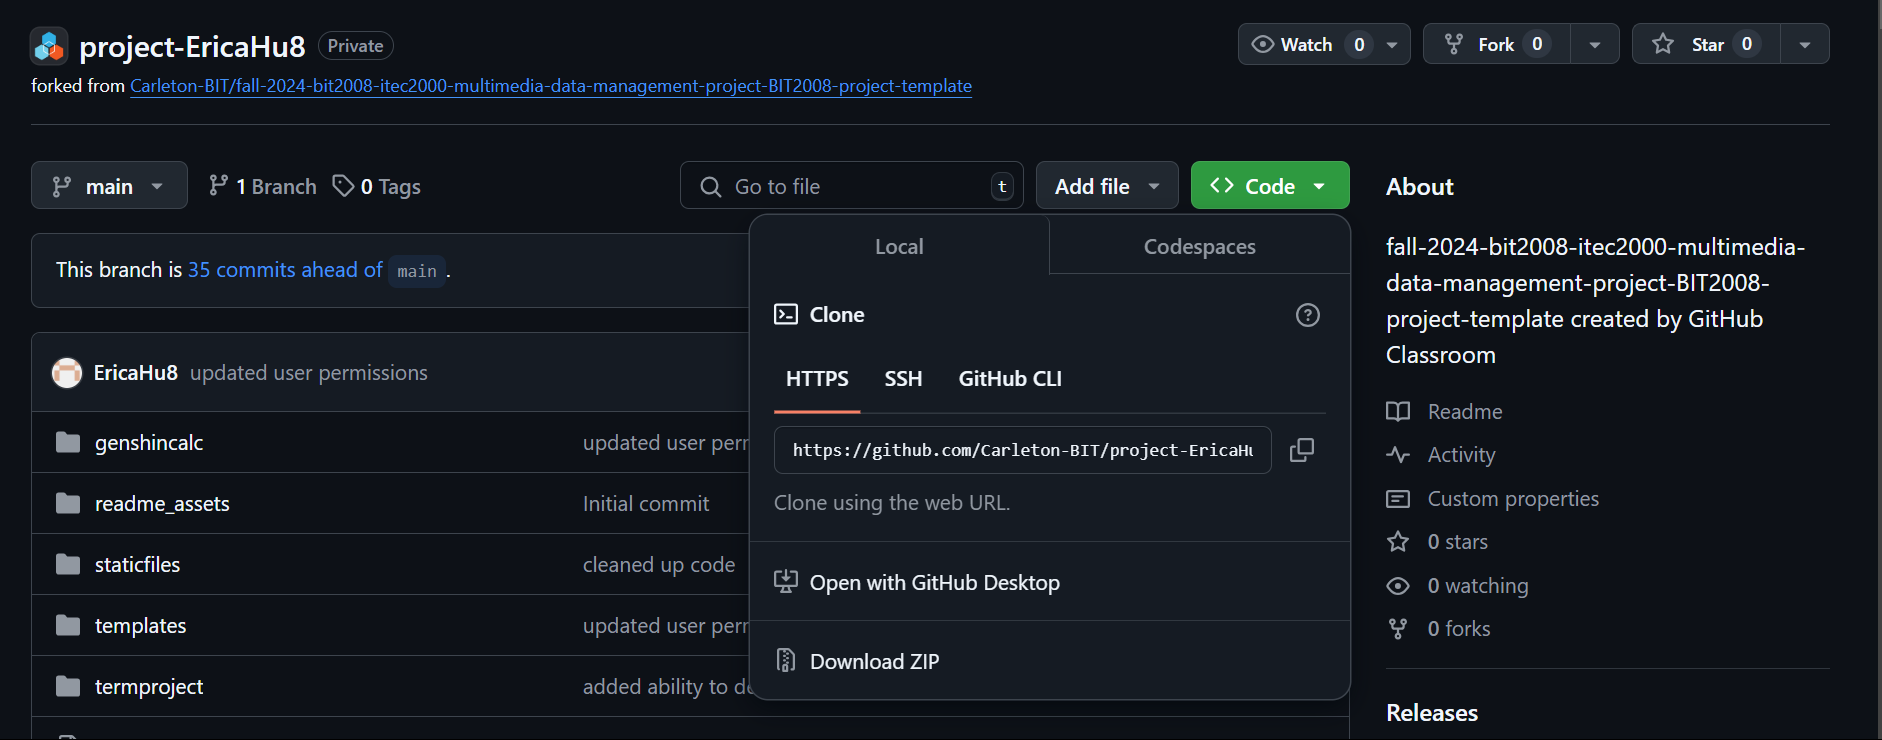 project-EricaHu8 Private
Watch 0
Fork 0
Star 0
forked from Carleton-BIT/fall-2024-bit2008-itec2000-multimedia-data-management-project-BIT2008-project-template
main
1 Branch
0 Tags
Go to file t
Add file
Code
This branch is 35 commits ahead of main .
EricaHu8 updated user permissions
genshincalc updated user perr
readme_assets Initial commit
staticfiles cleaned up code
templates updated user perr
termproject added ability to de
Local
Codespaces
Clone
HTTPS SSH GitHub CLI
https://github.com/Carleton-BIT/project-EricaHu
Clone using the web URL.
Open with GitHub Desktop
Download ZIP
About
fall-2024-bit2008-itec2000-multimedia-
data-management-project-BIT2008-
project-template created by GitHub
Classroom
Readme
Activity
Custom properties
0 stars
0 watching
0 forks
Releases